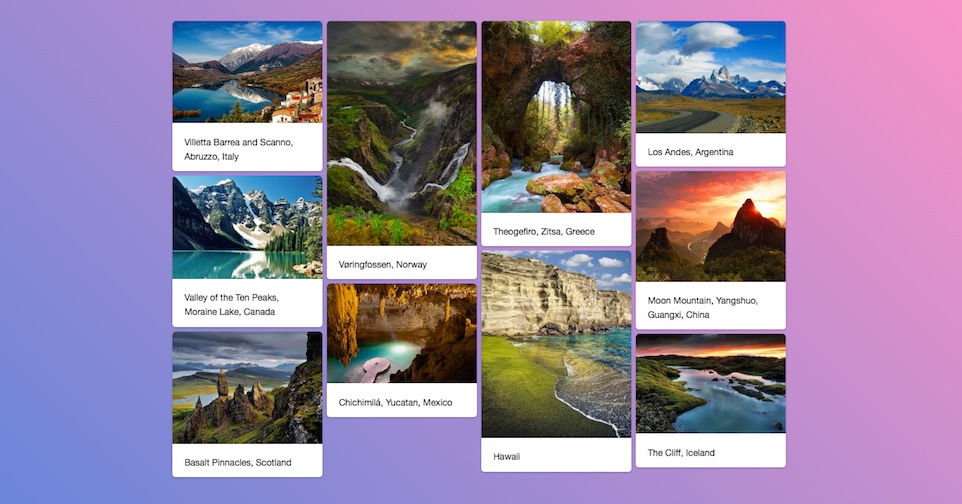 Villetta Barrea and Scanno,
Abruzzo, Italy
Valley of the Ten Peaks,
Moraine Lake, Canada
Basalt Pinnacles, Scotland
Vøringfossen, Norway
Chichimilá, Yucatan, Mexico
Theogefiro, Zitsa, Greece
Hawaii
Los Andes, Argentina
Moon Mountain, Yangshuo,
Guangxi, China
The Cliff, Iceland